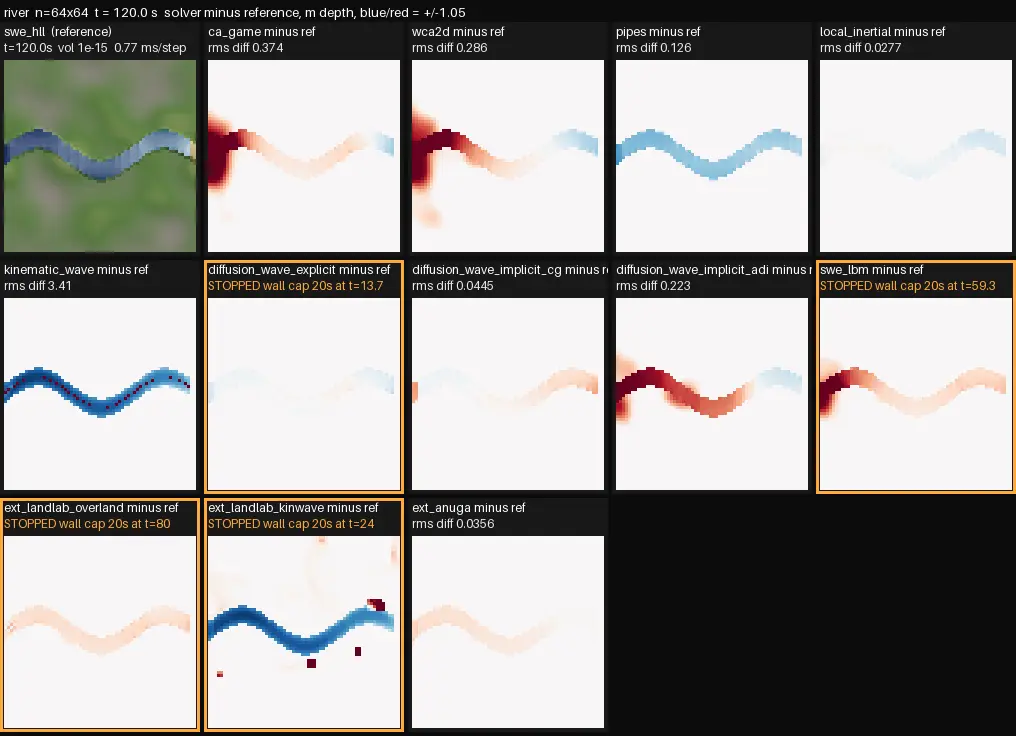 river n=64x64 t = 120.0 s solver minus reference, m depth, blue/red = +/-1.05
swe_hll (reference)
t=120.0s vol 1e-15 0.77 ms/step
ca_game minus ref
rms diff 0.374
wca2d minus ref
rms diff 0.286
pipes minus ref
rms diff 0.126
local_inertial minus ref
rms diff 0.0277
kinematic_wave minus ref
rms diff 3.41
diffusion_wave_explicit minus ref
STOPPED wall cap 20s at t=13.7
diffusion_wave_implicit_cg minus r
rms diff 0.0445
diffusion_wave_implicit_adi minus r
rms diff 0.223
swe_lbm minus ref
STOPPED wall cap 20s at t=59.3
ext_landlab_overland minus ref
STOPPED wall cap 20s at t=80
ext_landlab_kinwave minus ref
STOPPED wall cap 20s at t=24
ext_anuga minus ref
rms diff 0.0356